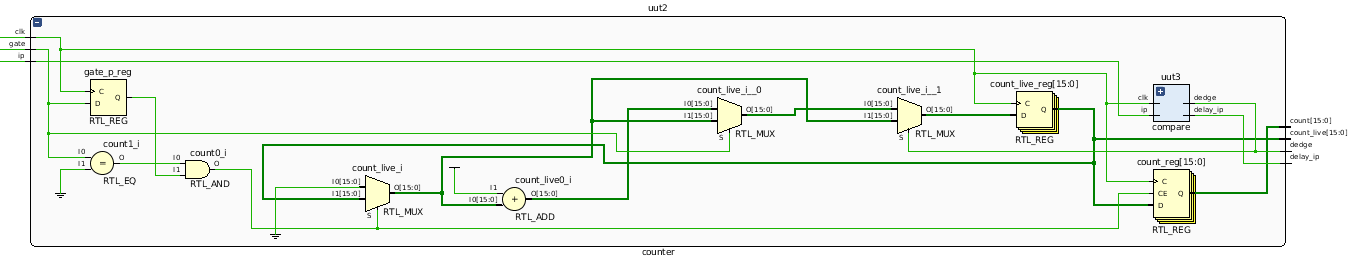 uut2
clk
gate
ip
gate_p_reg
C
D
Q
RTL_REG
count1_i
I0
I1
=
O
RTL_EQ
count0_i
I0
I1
O
RTL_AND
count_live_i
I0[15:0]
I1[15:0]
O[15:0]
S
RTL_MUX
count_live0_i
I1
I0[15:0]
+
O[15:0]
RTL_ADD
count_live_i__0
I0[15:0]
I1[15:0]
O[15:0]
S
RTL_MUX
count_live_i__1
I0[15:0]
I1[15:0]
O[15:0]
S
RTL_MUX
count_live_reg[15:0]
C
D
Q
RTL_REG
uut3
clk
ip
dedge
delay_ip
compare
count_reg[15:0]
C
CE
D
Q
RTL_REG
count[15:0]
count_live[15:0]
dedge
delay_ip
counter